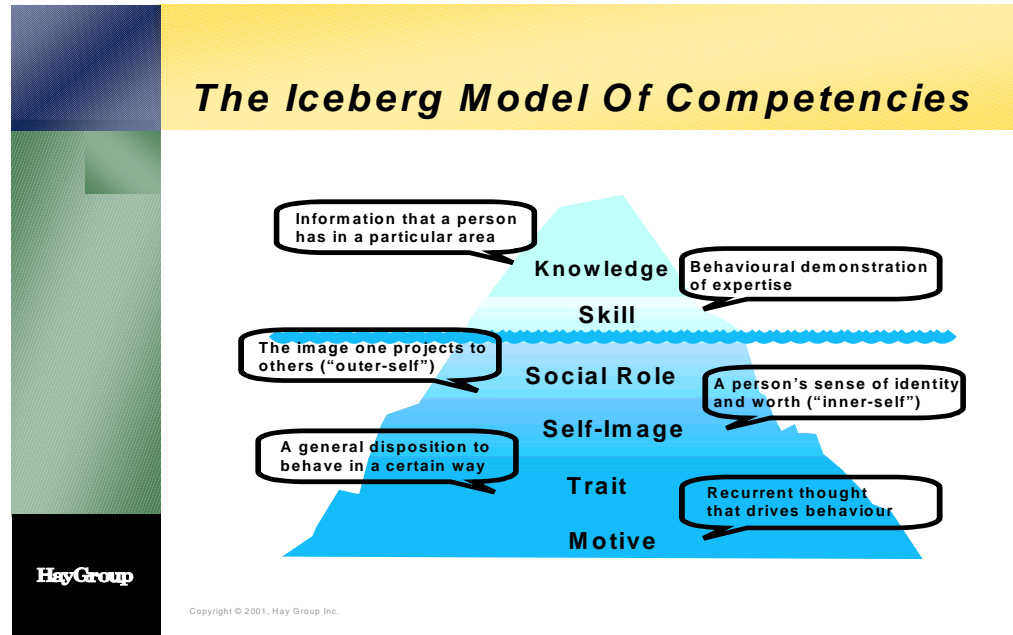 The Iceberg Model Of Competencies
Information that a person
has in a particular area
Knowledge
Behavioural demonstration
of expertise
Skill
The image one projects to
others (“outer-self”)
Social Role
A person’s sense of identity
and worth (“inner-self”)
Self-Image
A general disposition to
behave in a certain way
Trait
Recurrent thought
that drives behaviour
Motive
HayGroup
Copyright © 2001, Hay Group Inc.